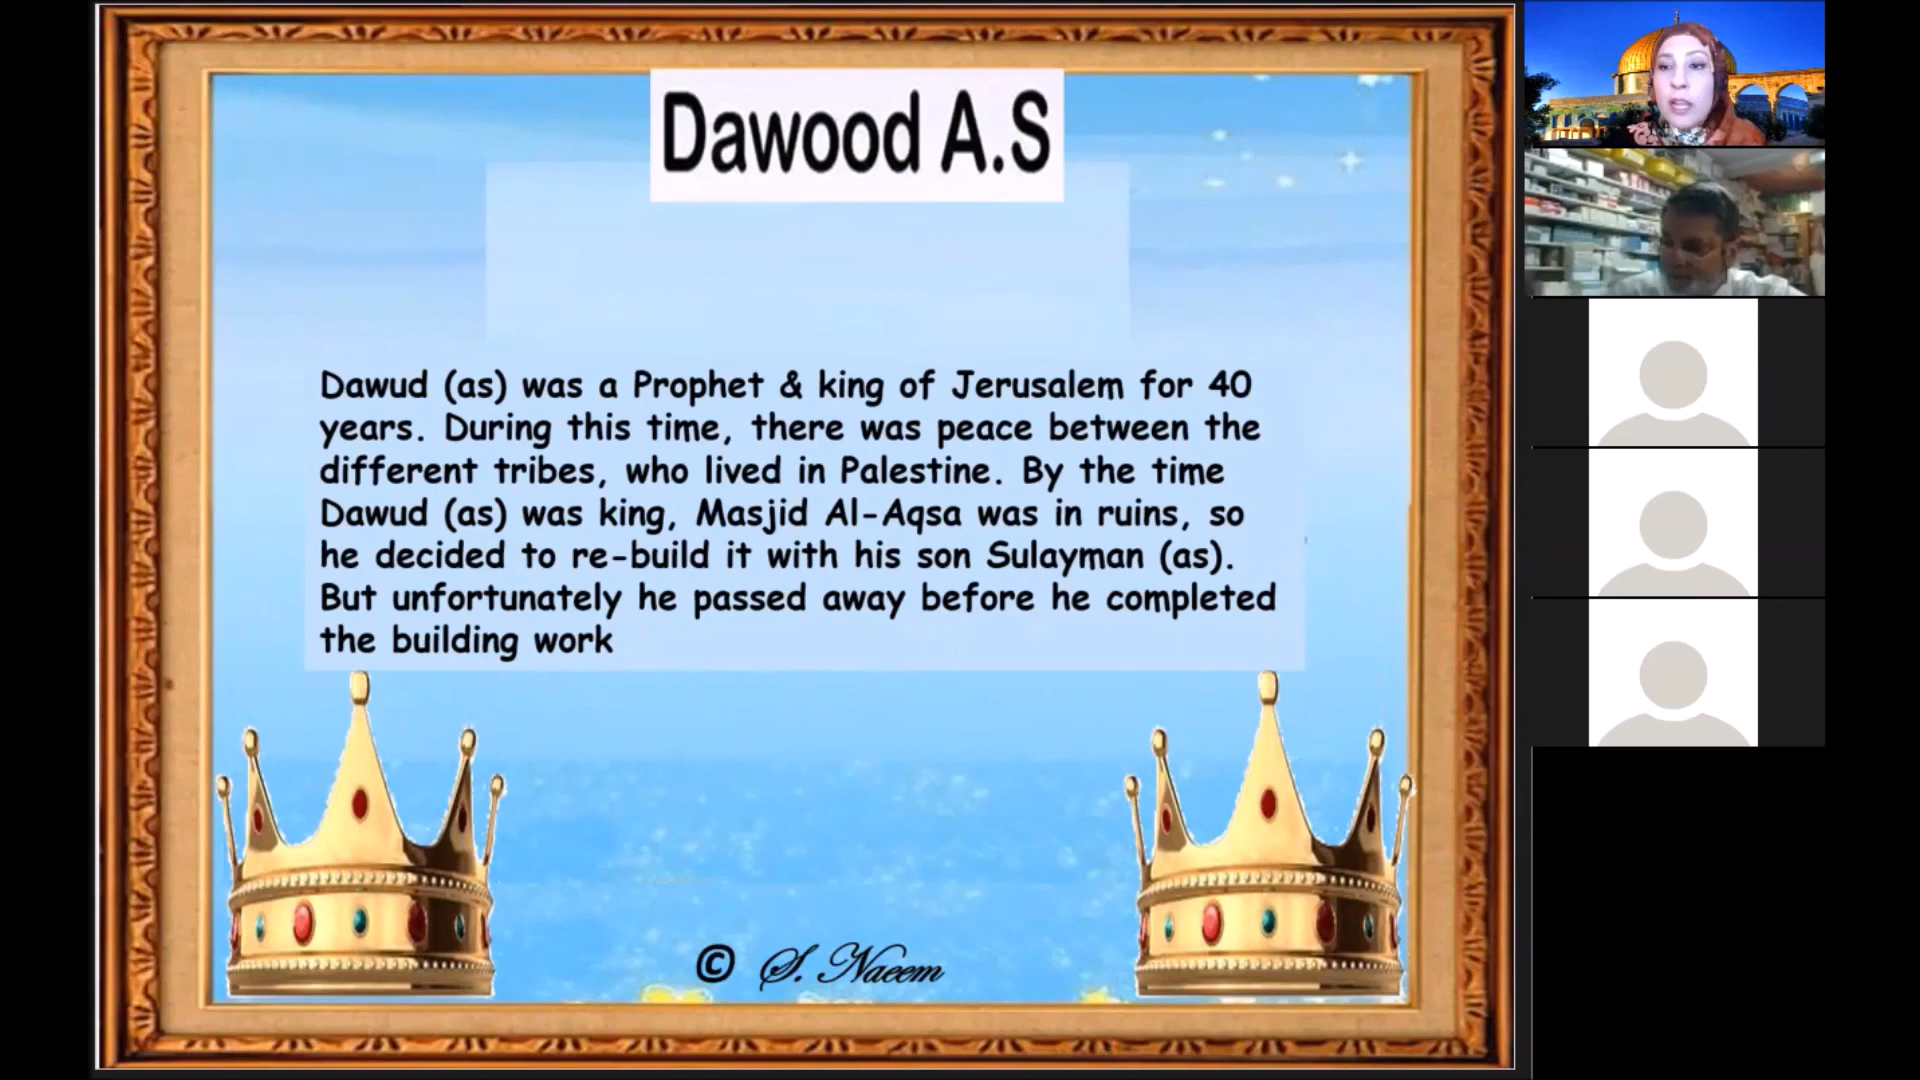 Dawood A.S
Dawud (as) was a Prophet & king of Jerusalem for 40
years. During this time, there was peace between the
different tribes, who lived in Palestine. By the time
Dawud (as) was king, Masjid Al-Aqsa was in ruins, so
he decided to re-build it with his son Sulayman (as).
But unfortunately he passed away before he completed
the building work
© S. Naeem